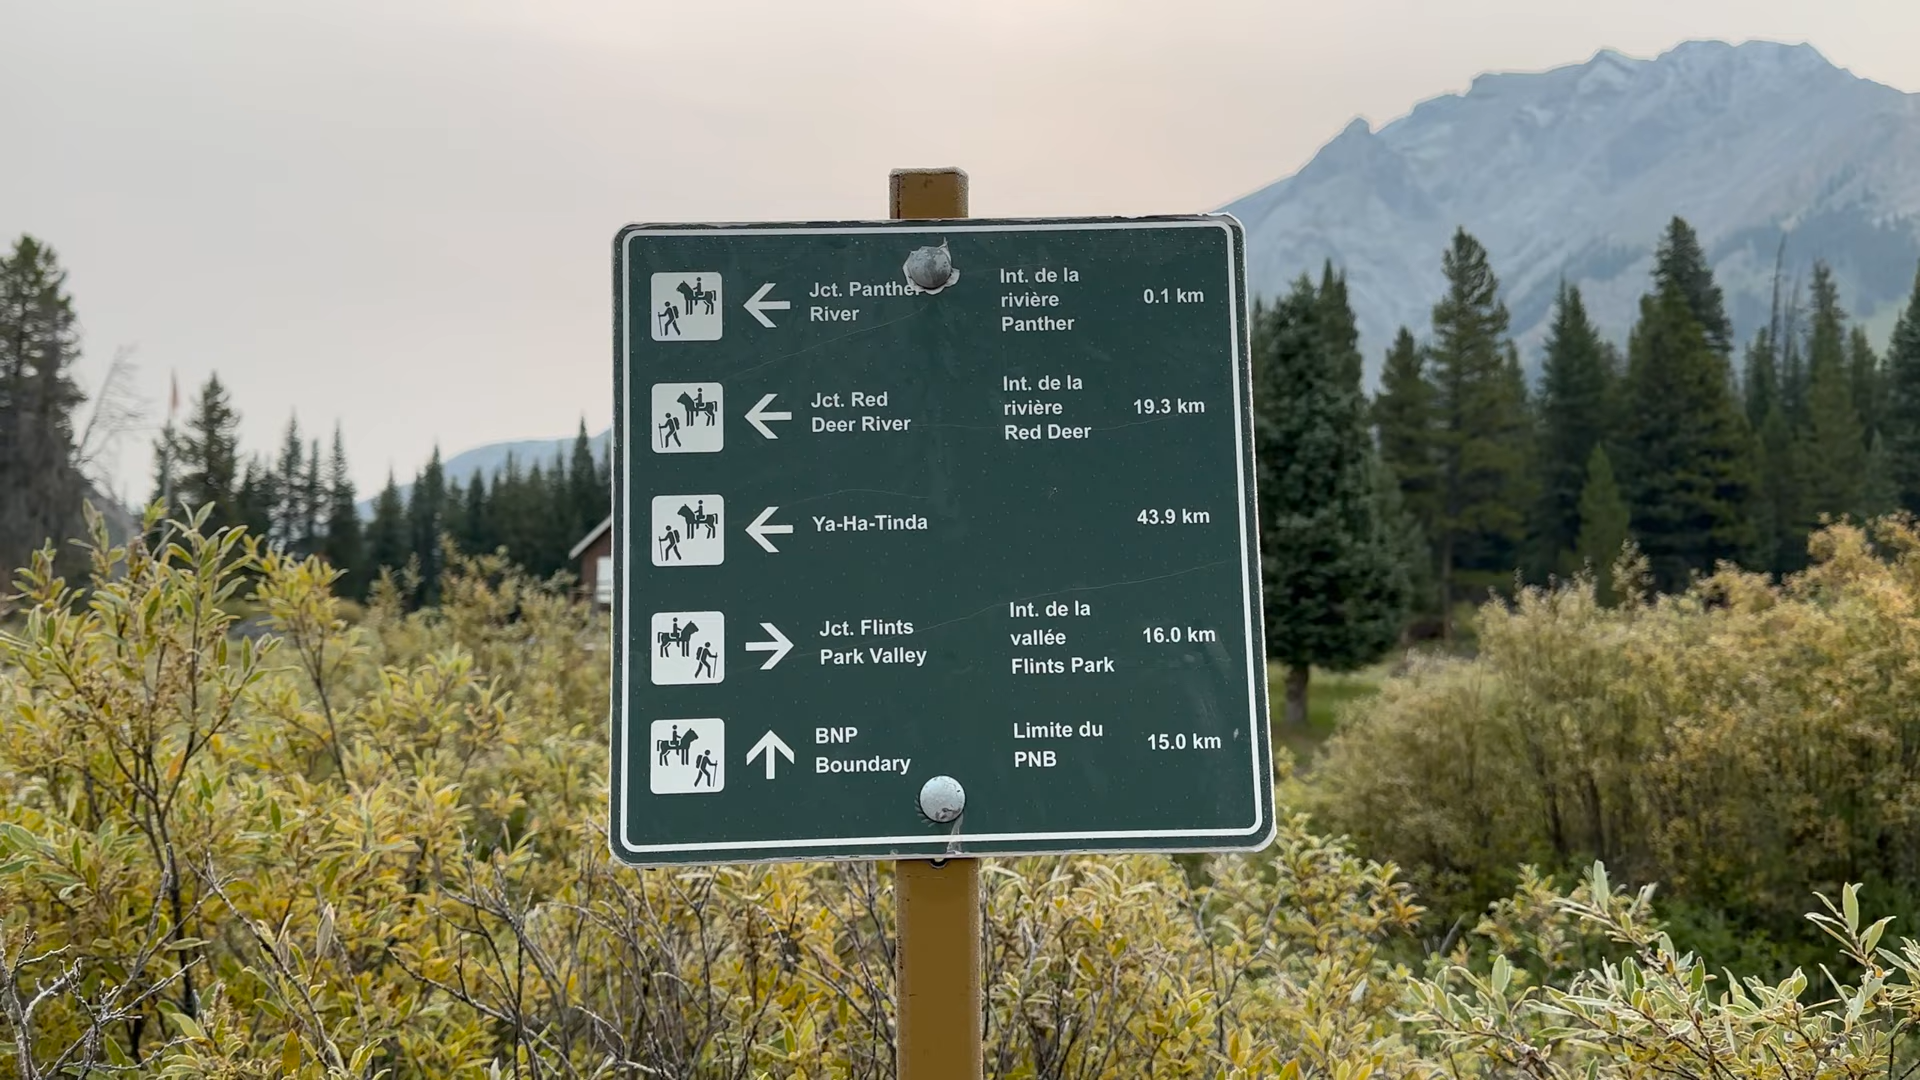 Jct. Panther
River
Int. de la
rivière
Panther
0.1 km
Jct. Red
Deer River
Int. de la
rivière
Red Deer
19.3 km
Ya-Ha-Tinda
43.9 km
Jct. Flints
Park Valley
Int. de la
vallée
Flints Park
16.0 km
BNP
Boundary
Limite du
PNB
15.0 km